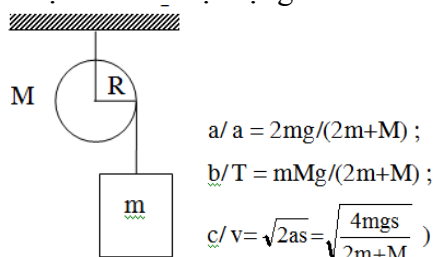 R
M
a/ a = 2mg/(2m+M) ;
b/ T = mMg/(2m+M) ;
m
c/ v= √2as = √(4mgs/(2m+M)) )